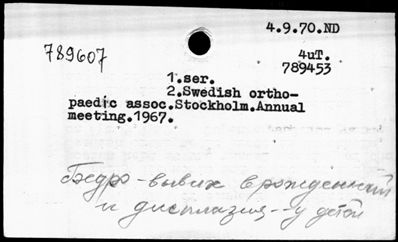 4.9.70.ND
789607
4чт.
789453
1.ser.
2.Swedish ortho-
paedic assoc.Stockholm.Annual
meeting.1967.
Бедро - вывих врожденный
и дисплазия - у детей